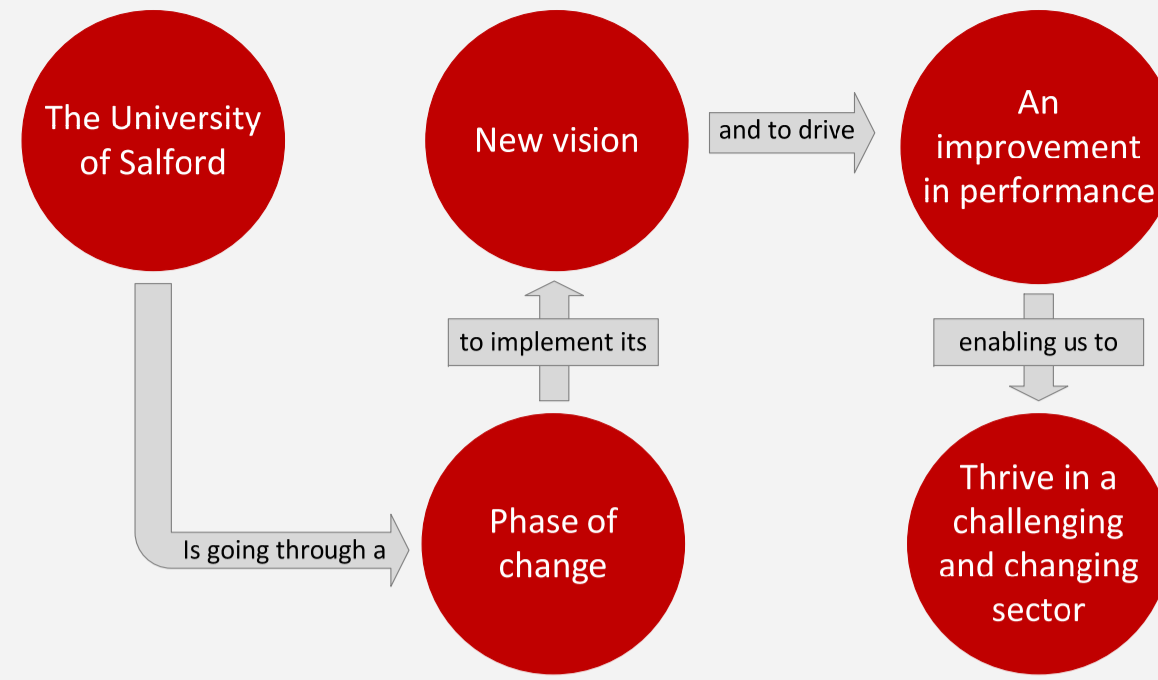 The University
of Salford
Is going through a
Phase of
change
to implement its
New vision
and to drive
An
improvement
in performance
enabling us to
Thrive in a
challenging
and changing
sector